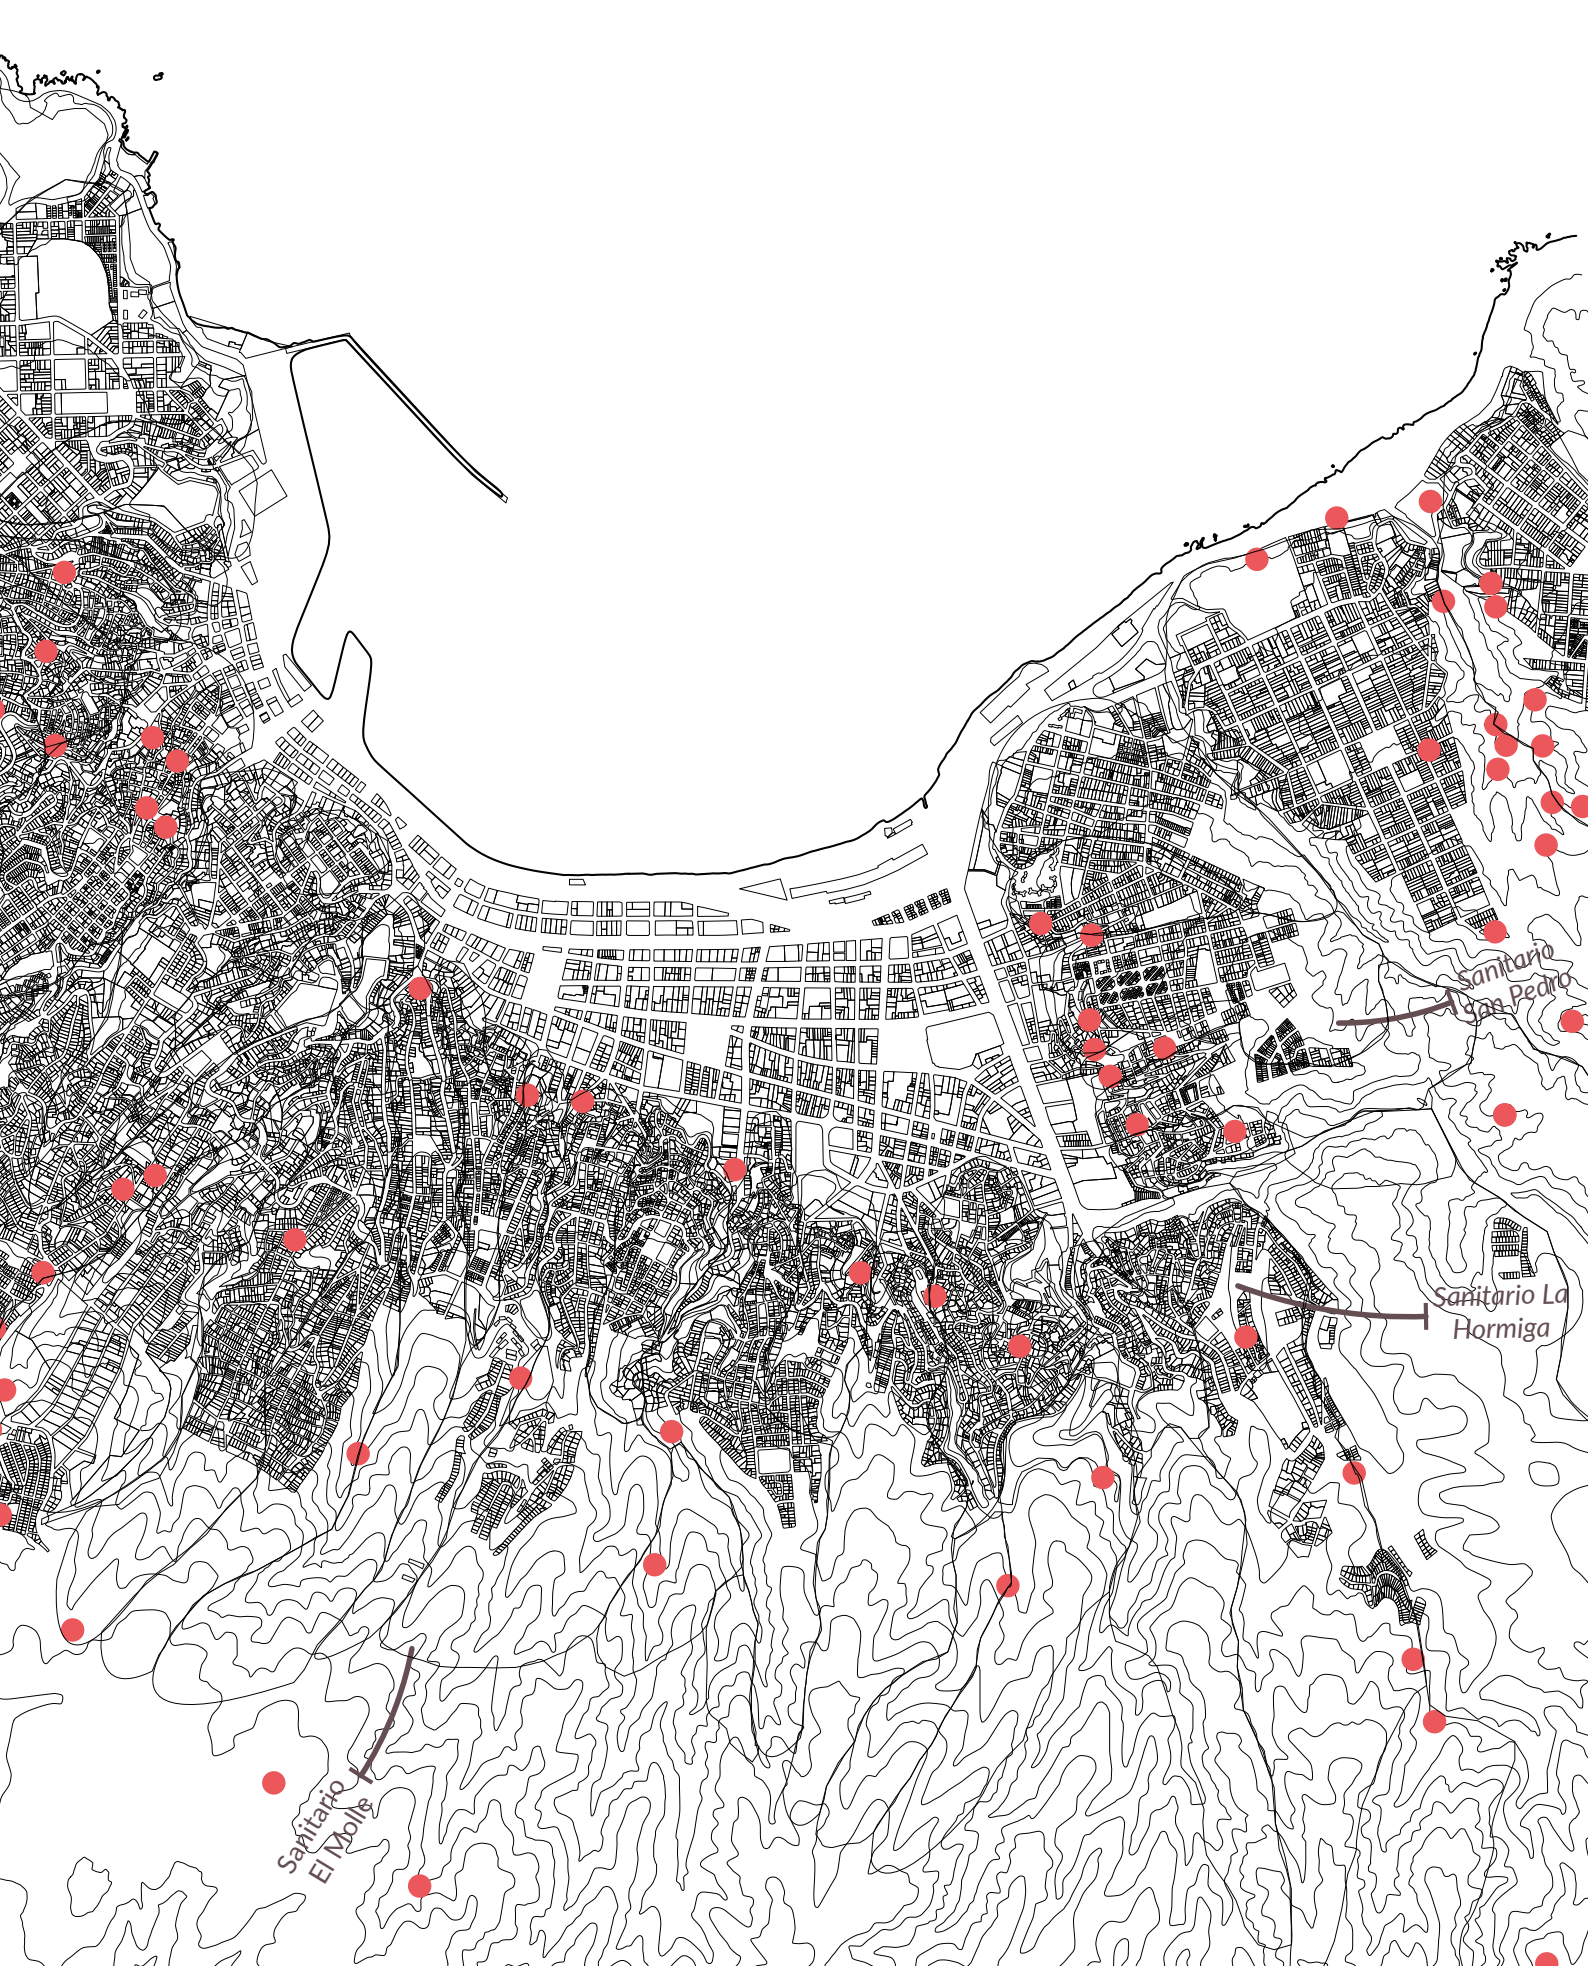 Sanitario
San Pedro
Sanitario La
Hormiga
Sanitario
El Molle